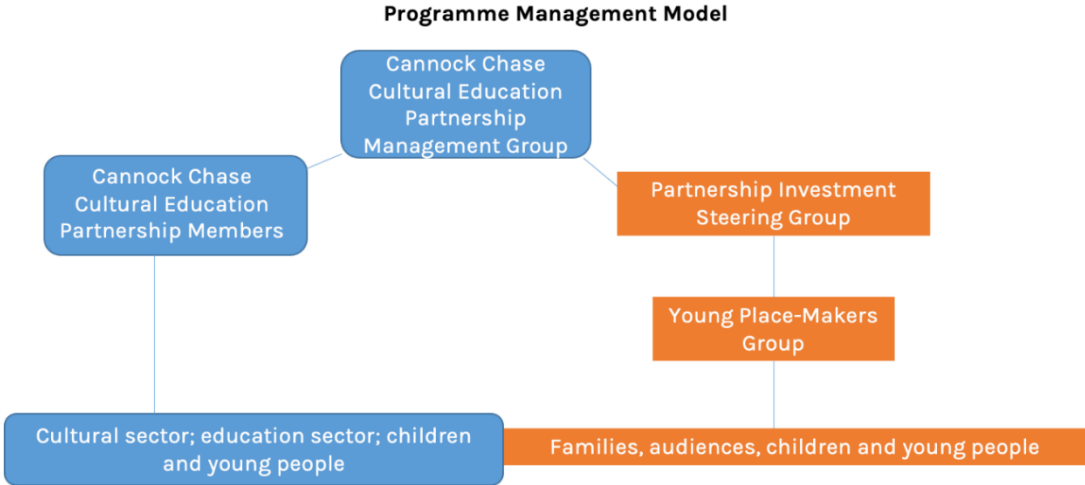 Programme Management Model
Cannock Chase
Cultural Education
Partnership
Management Group
Cannock Chase
Cultural Education
Partnership Members
Partnership Investment
Steering Group
Young Place-Makers
Group
Cultural sector; education sector; children
and young people
Families, audiences, children and young people